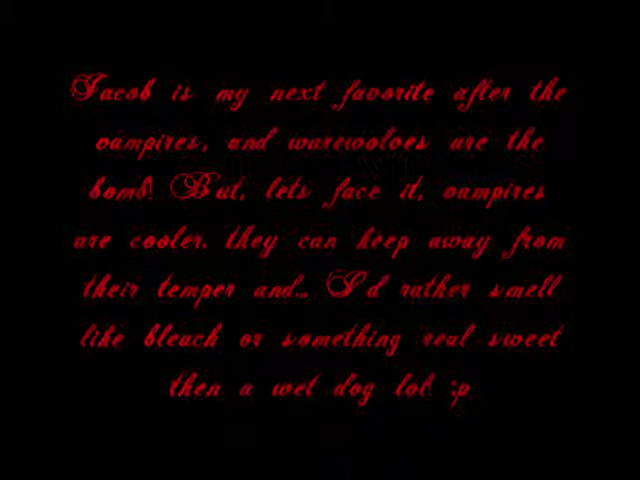 Jacob is my next favorite after the
vampires, and warewolves are the
bomb! But, lets face it, vampires
are cooler. they can keep away from
their temper and... I'd rather smell
like bleach or something real sweet
then a wet dog lol! :p